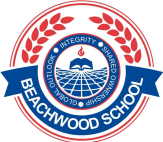 GLOBAL OUTLOOK • INTEGRITY • SHARED OWNERSHIP
BEACHWOOD SCHOOL